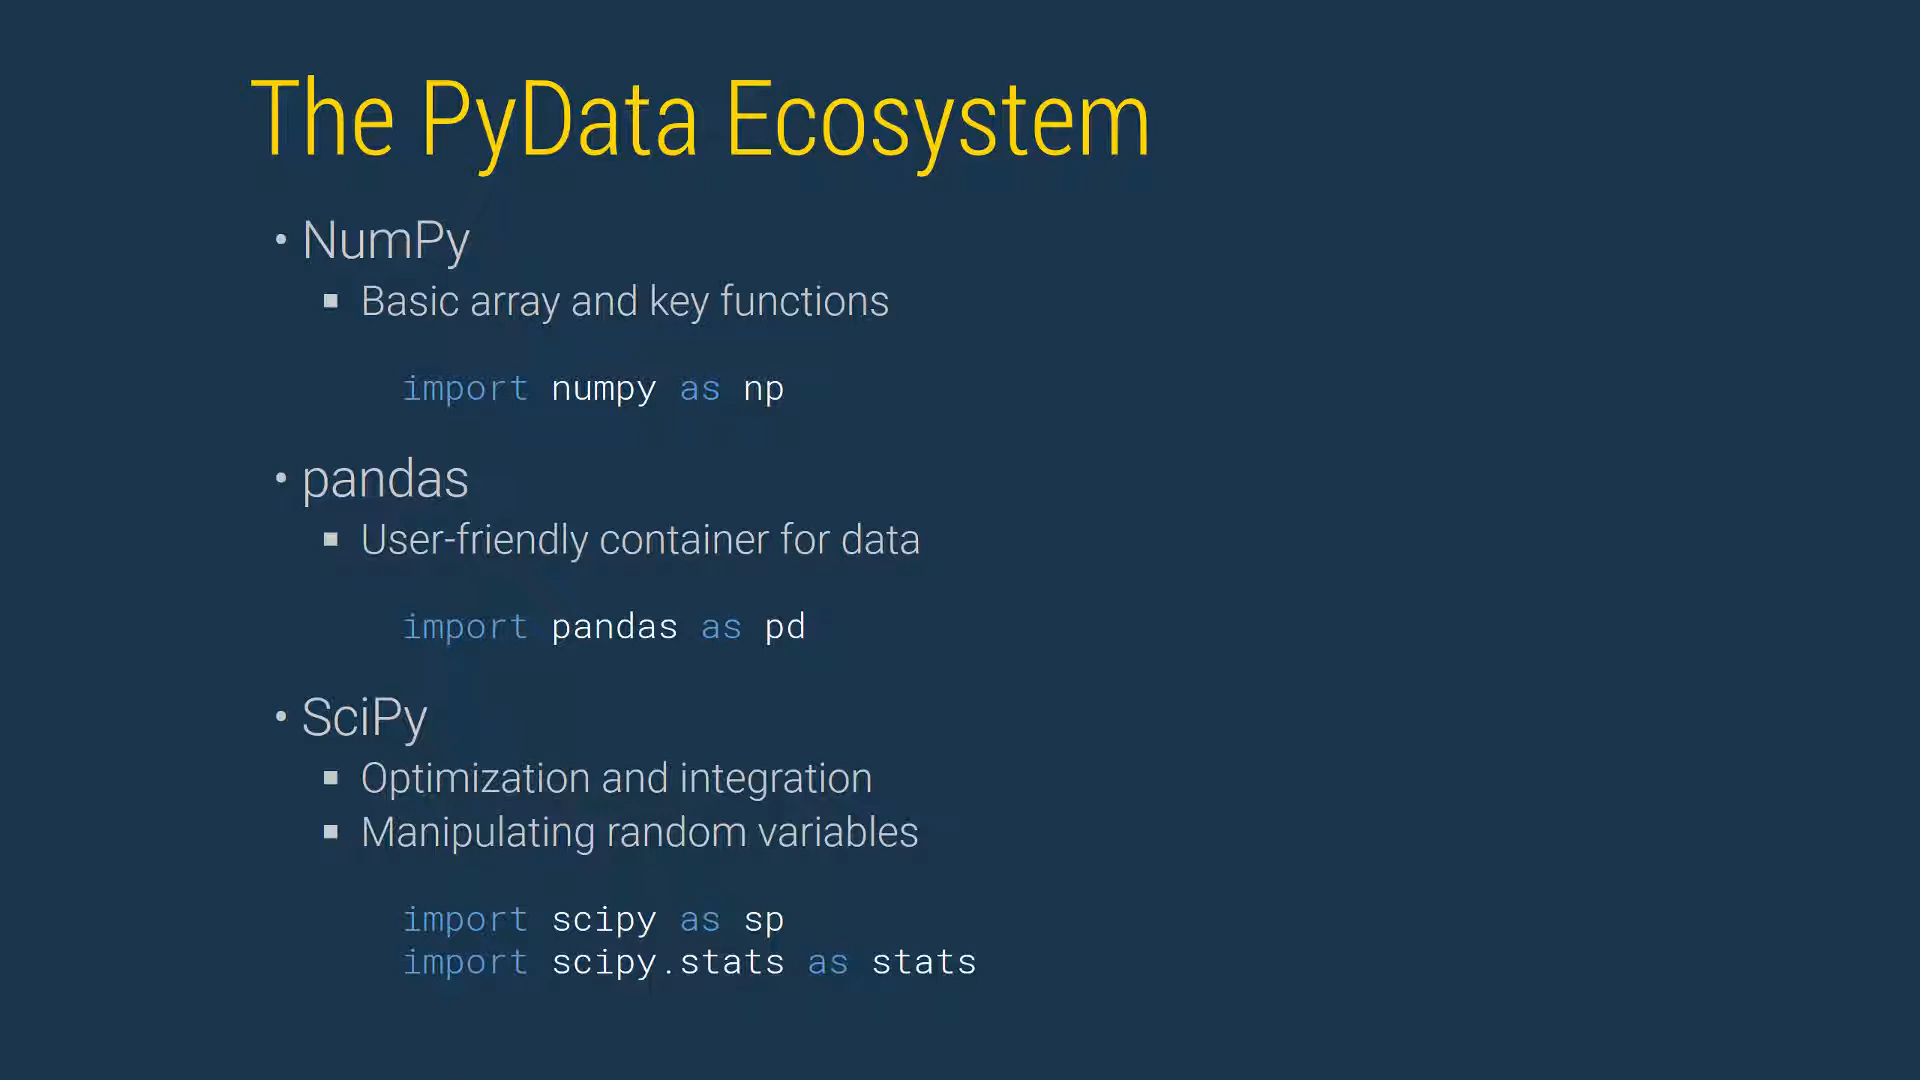 The PyData Ecosystem
• NumPy
▪ Basic array and key functions
import numpy as np
• pandas
▪ User-friendly container for data
import pandas as pd
• SciPy
▪ Optimization and integration
▪ Manipulating random variables
import scipy as sp
import scipy.stats as stats